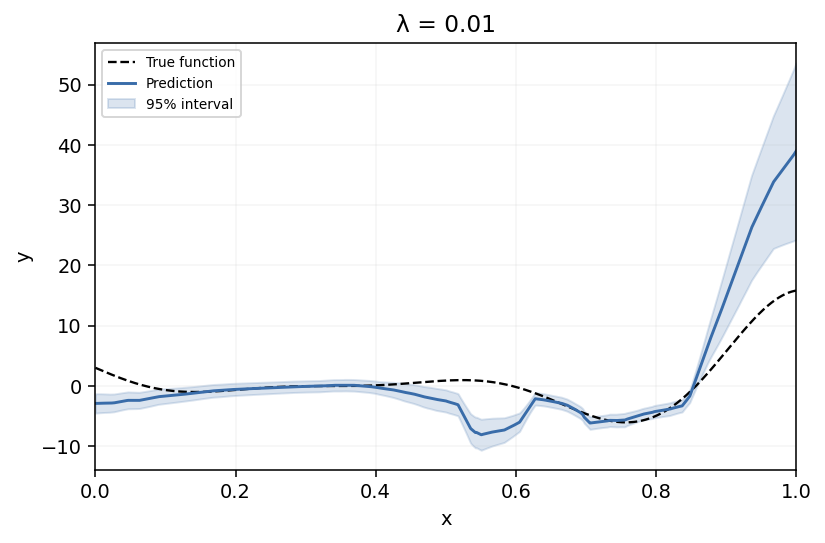 λ = 0.01
True function
Prediction
95% interval
y
50
40
30
20
10
0
−10
0.0 0.2 0.4 0.6 0.8 1.0
x